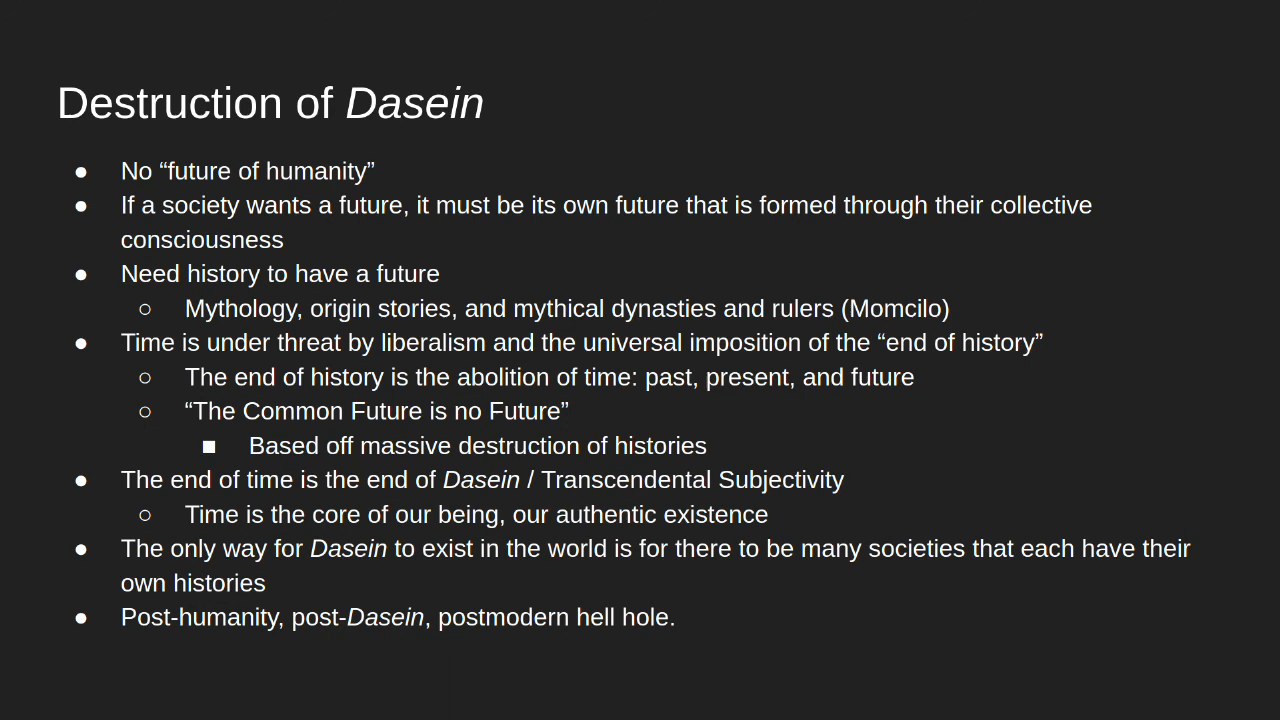 Destruction of Dasein
● No “future of humanity”
● If a society wants a future, it must be its own future that is formed through their collective
consciousness
● Need history to have a future
○ Mythology, origin stories, and mythical dynasties and rulers (Momcilo)
● Time is under threat by liberalism and the universal imposition of the “end of history”
○ The end of history is the abolition of time: past, present, and future
○ “The Common Future is no Future”
■ Based off massive destruction of histories
● The end of time is the end of Dasein / Transcendental Subjectivity
○ Time is the core of our being, our authentic existence
● The only way for Dasein to exist in the world is for there to be many societies that each have their
own histories
● Post-humanity, post-Dasein, postmodern hell hole.